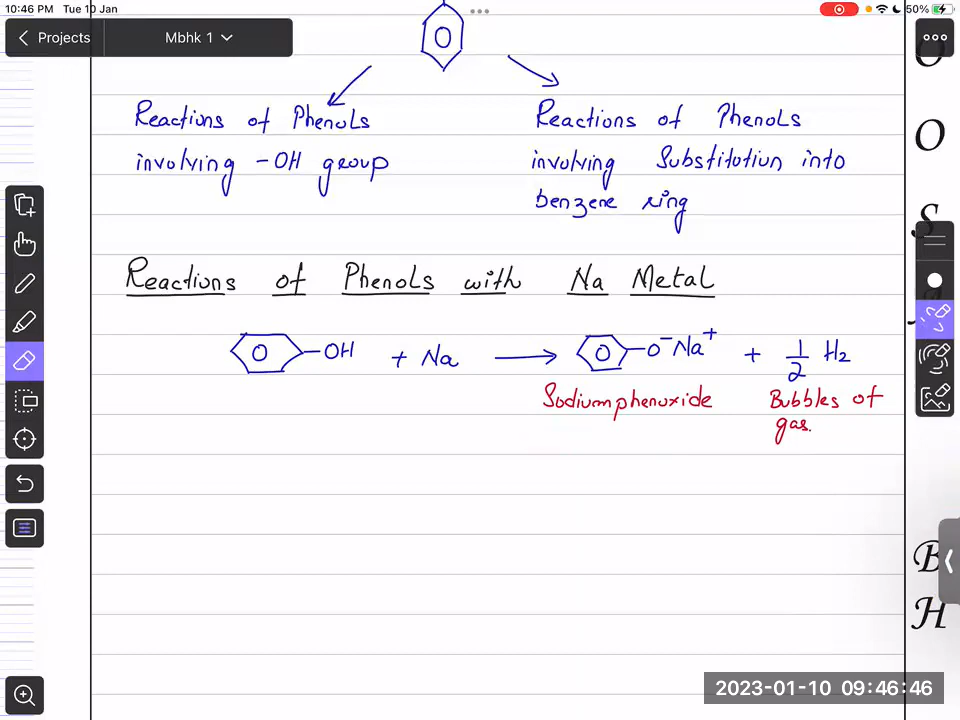 10:46 PM Tue 10 Jan
50%
Projects
Mbhk 1
Reactions of Phenols
involving -OH group
Reactions of Phenols
involving Substitution into
benzene ring
Reactions of Phenols with Na Metal
-OH + Na → -O⁻Na⁺ + 1/2 H₂
Sodiumphenoxide
Bubbles of
gas.
O
O
S
B
H
2023-01-10 09:46:46